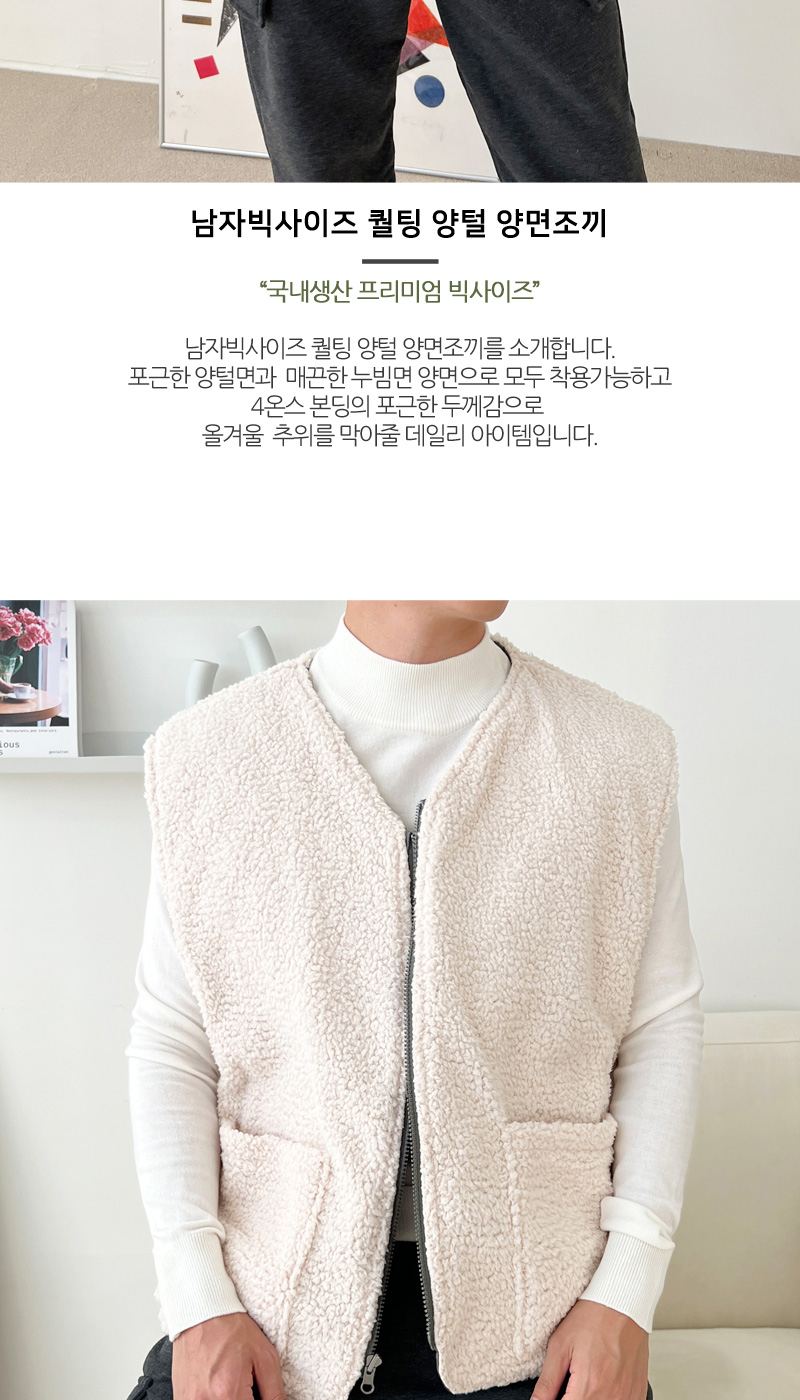 남자빅사이즈 퀄팅 양털 양면조끼
“국내생산 프리미엄 빅사이즈”
남자빅사이즈 퀄팅 양털 양면조끼를 소개합니다.
포근한 양털면과 매끈한 누빔면 양면으로 모두 착용가능하고
4온스 본딩의 포근한 두께감으로
올겨울 추위를 막아줄 데일리 아이템입니다.